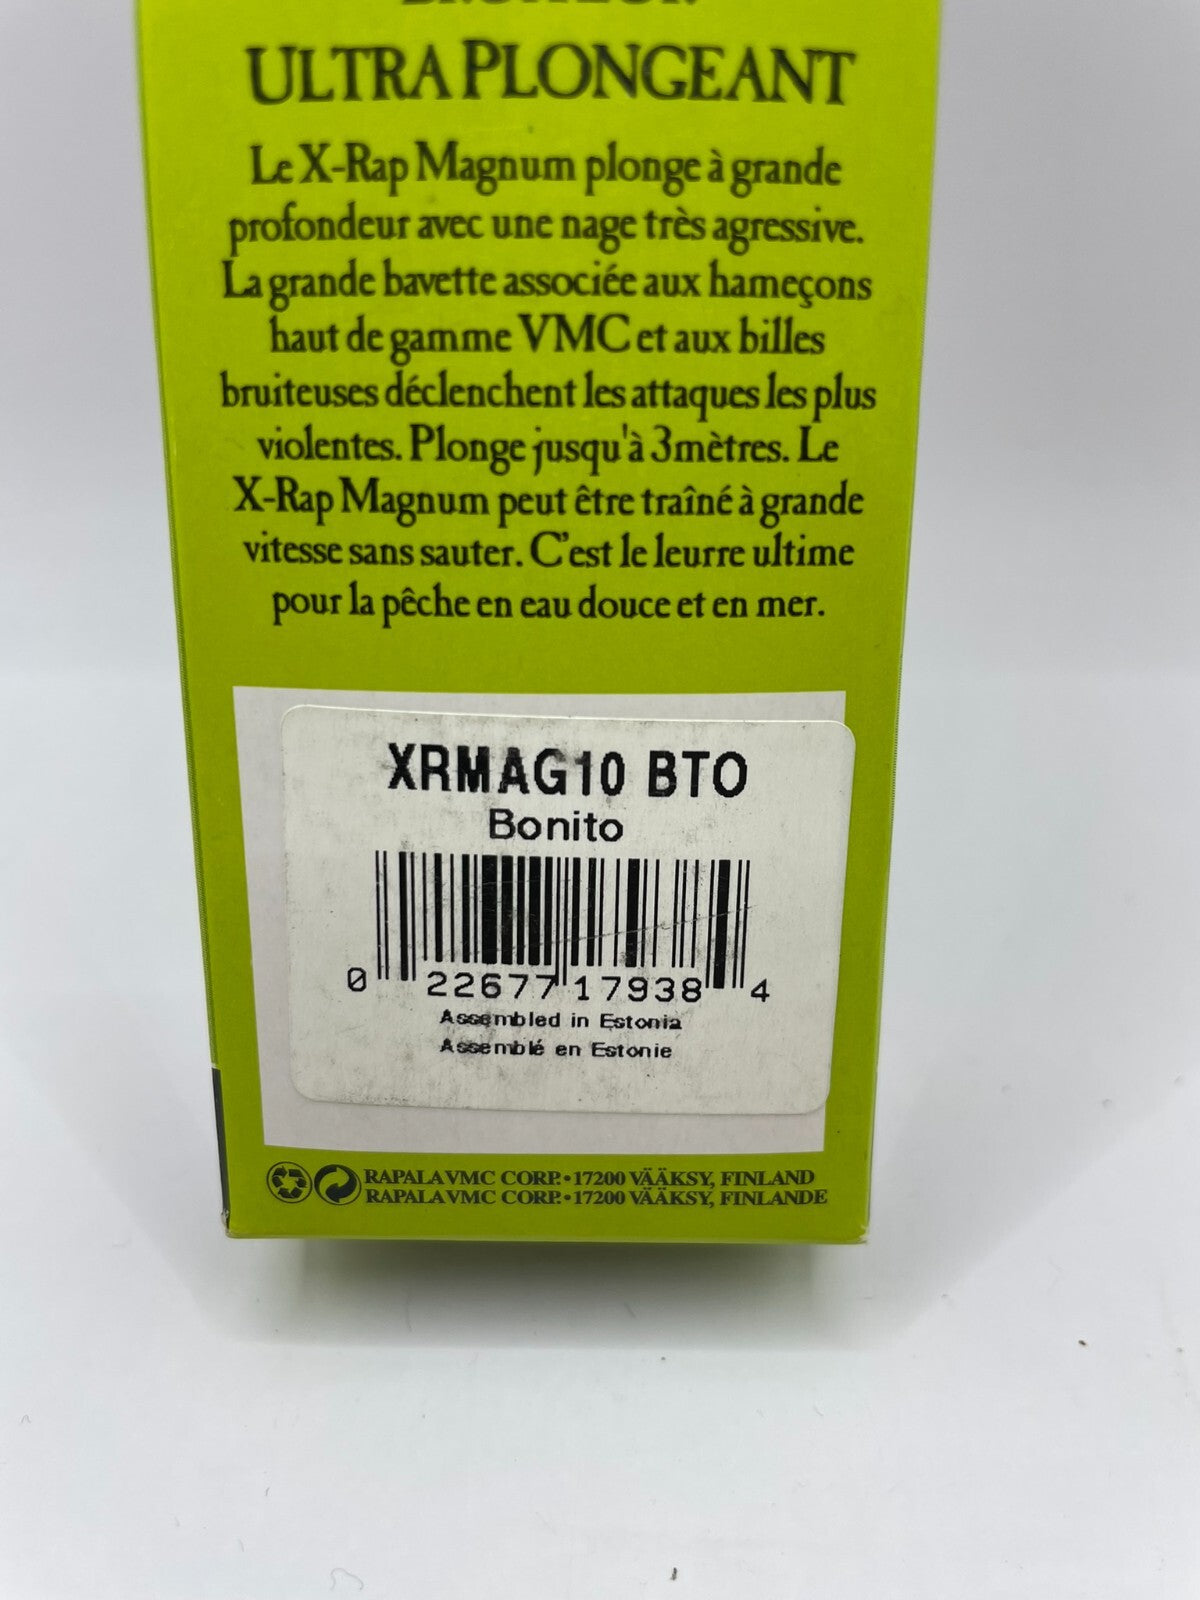 ULTRA PLONGEANT
Le X-Rap Magnum plonge à grande
profondeur avec une nage très agressive.
La grande bavette associée aux hameçons
haut de gamme VMC et aux billes
bruiteuses déclenchent les attaques les plus
violentes. Plonge jusqu'à 3mètres. Le
X-Rap Magnum peut être traîné à grande
vitesse sans sauter. C'est le leurre ultime
pour la pêche en eau douce et en mer.
XRMAG10 BTO
Bonito
0 22677 17938 4
Assembled in Estonia
Assemblé en Estonie
RAPALA VMC CORP. • 17200 VÄÄKSY, FINLAND
RAPALA VMC CORP. • 17200 VÄÄKSY, FINLANDE